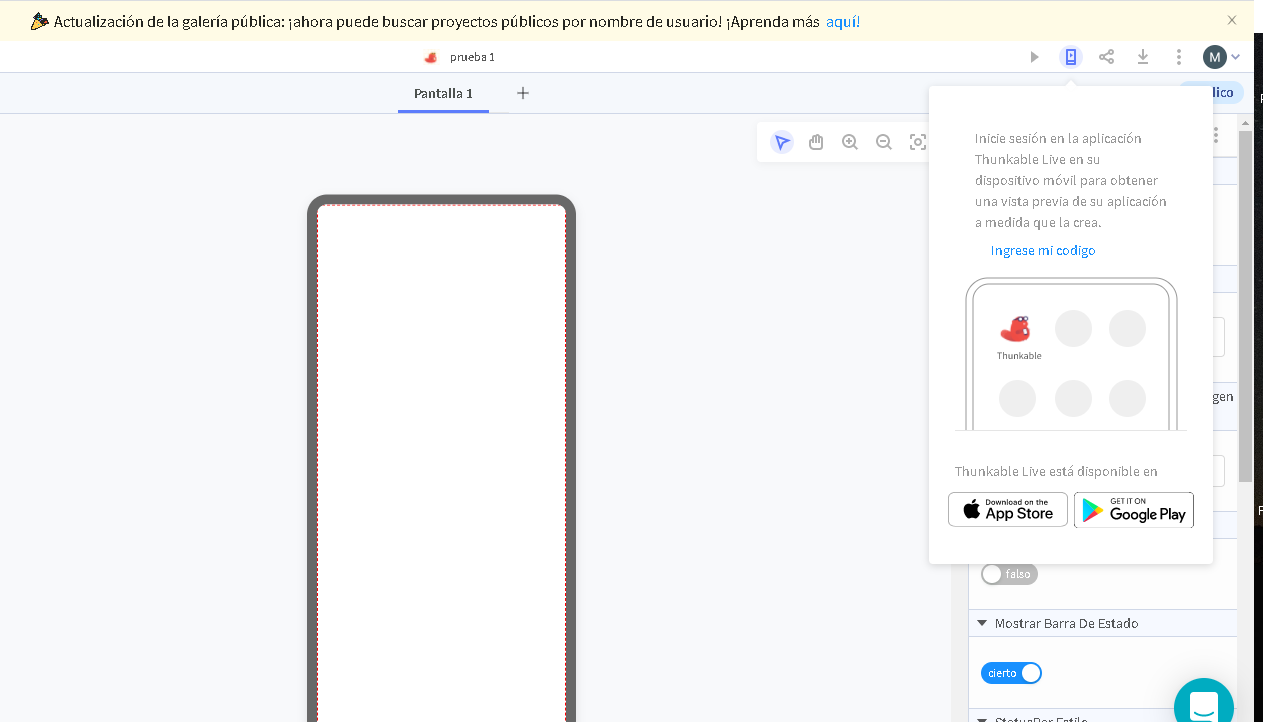 Actualización de la galería pública: ¡ahora puede buscar proyectos públicos por nombre de usuario! ¡Aprenda más aquí!
prueba 1
M
Pantalla 1
lico
Inicie sesión en la aplicación
Thunkable Live en su
dispositivo móvil para obtener
una vista previa de su aplicación
a medida que la crea.
Ingrese mi codigo
Thunkable
gen
Thunkable Live está disponible en
Download on the
App Store
GET IT ON
Google Play
falso
Mostrar Barra De Estado
cierto
StatusBar Estilo